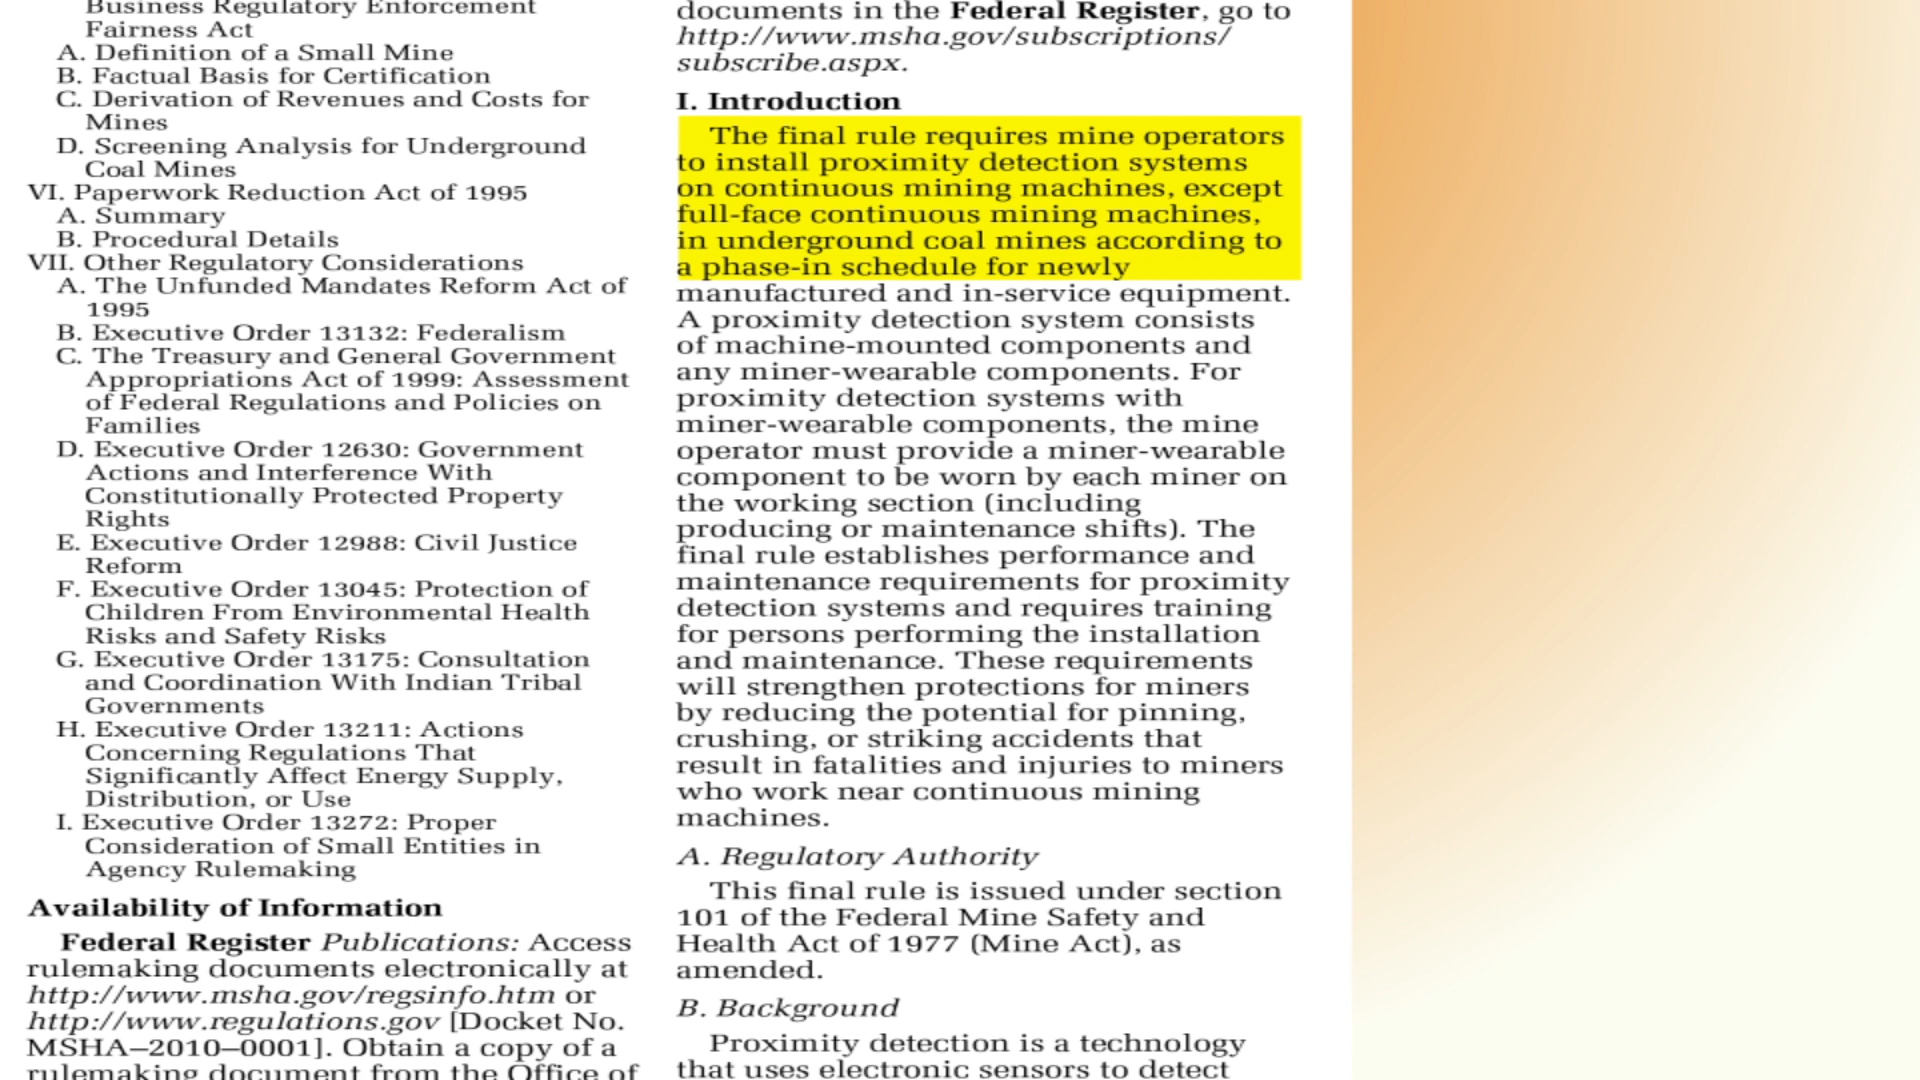 Business Regulatory Enforcement
Fairness Act
A. Definition of a Small Mine
B. Factual Basis for Certification
C. Derivation of Revenues and Costs for
Mines
D. Screening Analysis for Underground
Coal Mines
VI. Paperwork Reduction Act of 1995
A. Summary
B. Procedural Details
VII. Other Regulatory Considerations
A. The Unfunded Mandates Reform Act of
1995
B. Executive Order 13132: Federalism
C. The Treasury and General Government
Appropriations Act of 1999: Assessment
of Federal Regulations and Policies on
Families
D. Executive Order 12630: Government
Actions and Interference With
Constitutionally Protected Property
Rights
E. Executive Order 12988: Civil Justice
Reform
F. Executive Order 13045: Protection of
Children From Environmental Health
Risks and Safety Risks
G. Executive Order 13175: Consultation
and Coordination With Indian Tribal
Governments
H. Executive Order 13211: Actions
Concerning Regulations That
Significantly Affect Energy Supply,
Distribution, or Use
I. Executive Order 13272: Proper
Consideration of Small Entities in
Agency Rulemaking
Availability of Information
Federal Register Publications: Access
rulemaking documents electronically at
http://www.msha.gov/regsinfo.htm or
http://www.regulations.gov [Docket No.
MSHA–2010–0001]. Obtain a copy of a
rulemaking document from the Office of
documents in the Federal Register, go to
http://www.msha.gov/subscriptions/
subscribe.aspx.
I. Introduction
The final rule requires mine operators
to install proximity detection systems
on continuous mining machines, except
full-face continuous mining machines,
in underground coal mines according to
a phase-in schedule for newly
manufactured and in-service equipment.
A proximity detection system consists
of machine-mounted components and
any miner-wearable components. For
proximity detection systems with
miner-wearable components, the mine
operator must provide a miner-wearable
component to be worn by each miner on
the working section (including
producing or maintenance shifts). The
final rule establishes performance and
maintenance requirements for proximity
detection systems and requires training
for persons performing the installation
and maintenance. These requirements
will strengthen protections for miners
by reducing the potential for pinning,
crushing, or striking accidents that
result in fatalities and injuries to miners
who work near continuous mining
machines.
A. Regulatory Authority
This final rule is issued under section
101 of the Federal Mine Safety and
Health Act of 1977 (Mine Act), as
amended.
B. Background
Proximity detection is a technology
that uses electronic sensors to detect